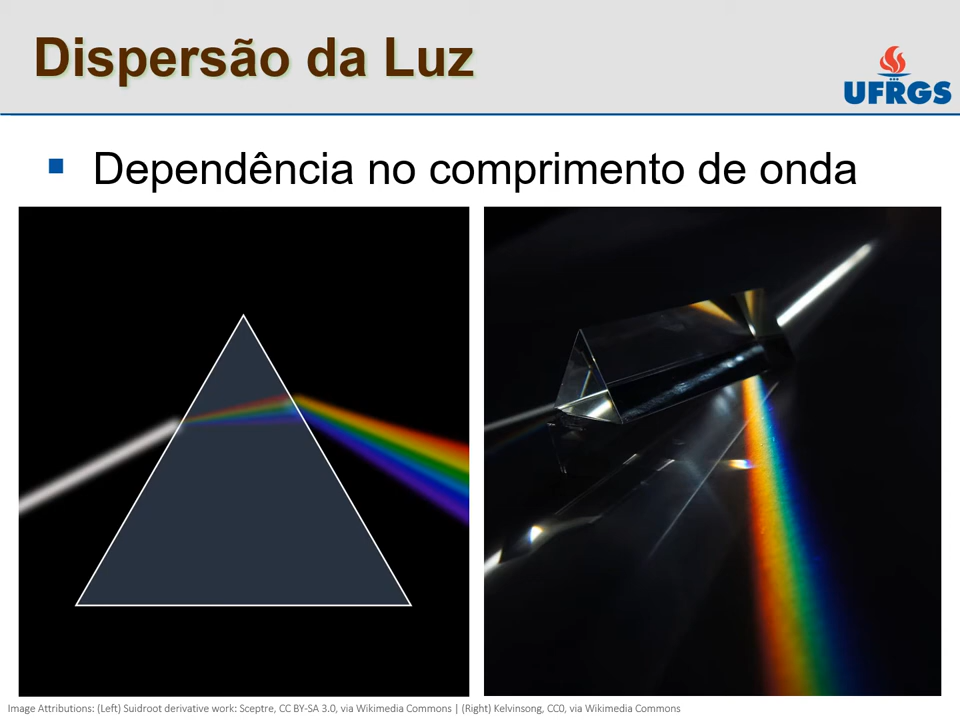 Dispersão da Luz
UFRGS
Dependência no comprimento de onda
Image Attributions: (Left) Suidroot derivative work: Sceptre, CC BY-SA 3.0, via Wikimedia Commons | (Right) Kelvinsong, CC0, via Wikimedia Commons